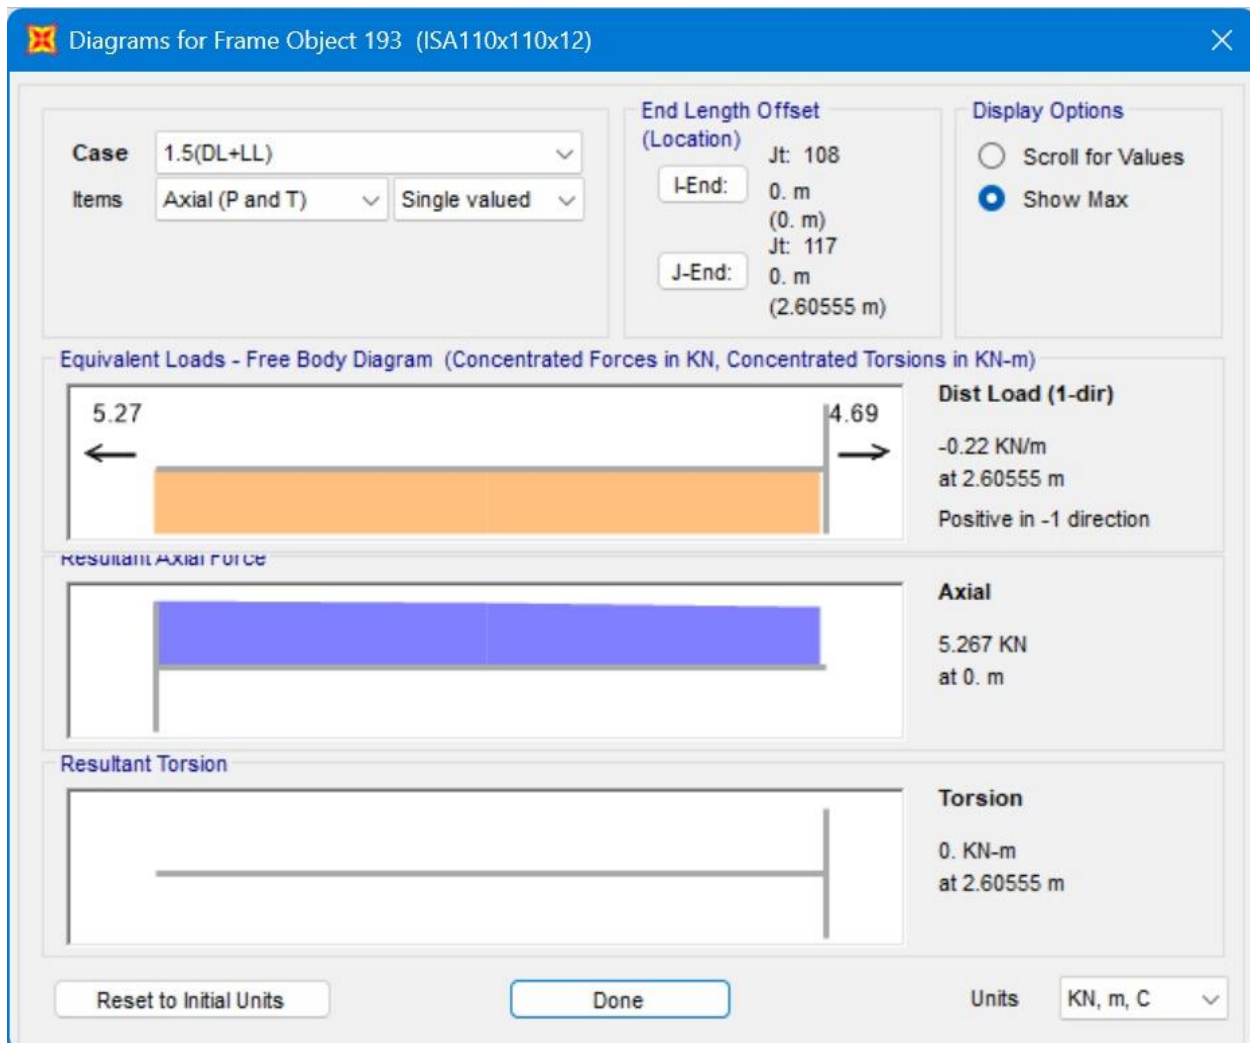 Diagrams for Frame Object 193 (ISA110x110x12)
Case 1.5(DL+LL)
Items Axial (P and T) Single valued
End Length Offset
(Location)
Jt: 108
I-End: 0. m
(0. m)
Jt: 117
J-End: 0. m
(2.60555 m)
Display Options
Scroll for Values
Show Max
Equivalent Loads - Free Body Diagram (Concentrated Forces in KN, Concentrated Torsions in KN-m)
5.27 4.69
Dist Load (1-dir)
-0.22 KN/m
at 2.60555 m
Positive in -1 direction
Resultant Axial Force
Axial
5.267 KN
at 0. m
Resultant Torsion
Torsion
0. KN-m
at 2.60555 m
Reset to Initial Units Done Units KN, m, C